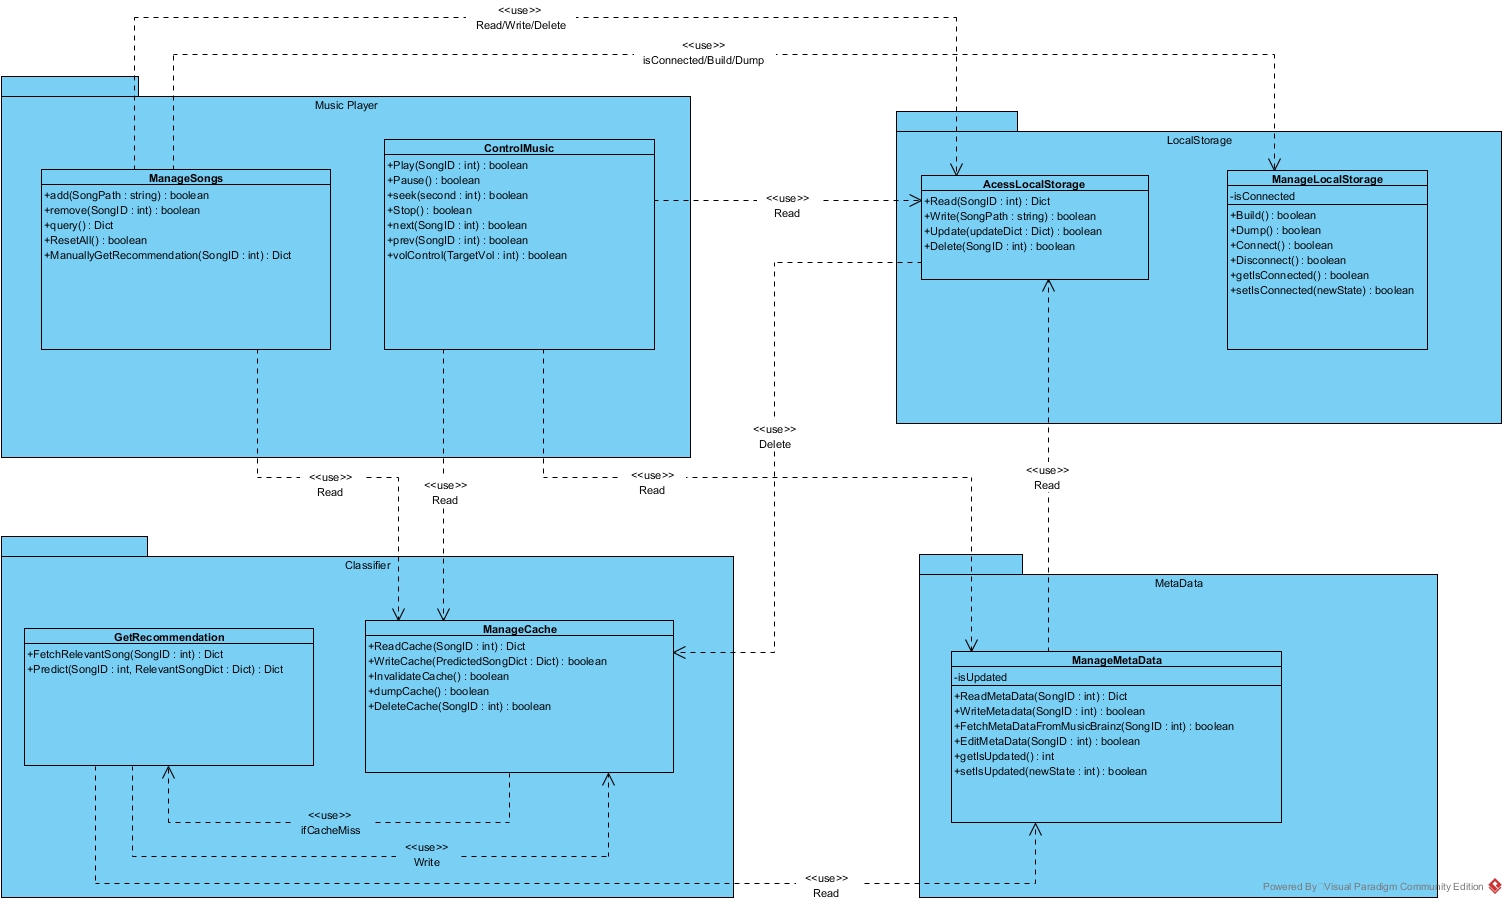 <<use>>
Read/Write/Delete
<<use>>
isConnected/Build/Dump
Music Player
ManageSongs
+add(SongPath : string) : boolean
+remove(SongID : int) : boolean
+query() : Dict
+ResetAll() : boolean
+ManuallyGetRecommendation(SongID : int) : Dict
ControlMusic
+Play(SongID : int) : boolean
+Pause() : boolean
+seek(second : int) : boolean
+Stop() : boolean
+next(SongID : int) : boolean
+prev(SongID : int) : boolean
+volControl(TargetVol : int) : boolean
<<use>>
Read
LocalStorage
AcessLocalStorage
+Read(SongID : int) : Dict
+Write(SongPath : string) : boolean
+Update(updateDict : Dict) : boolean
+Delete(SongID : int) : boolean
ManageLocalStorage
-isConnected
+Build() : boolean
+Dump() : boolean
+Connect() : boolean
+Disconnect() : boolean
+getIsConnected() : boolean
+setIsConnected(newState) : boolean
<<use>>
Delete
<<use>>
Read
<<use>>
Read
<<use>>
Read
<<use>>
Read
Classifier
GetRecommendation
+FetchRelevantSong(SongID : int) : Dict
+Predict(SongID : int, RelevantSongDict : Dict) : Dict
ManageCache
+ReadCache(SongID : int) : Dict
+WriteCache(PredictedSongDict : Dict) : boolean
+InvalidateCache() : boolean
+dumpCache() : boolean
+DeleteCache(SongID : int) : boolean
<<use>>
ifCacheMiss
<<use>>
Write
<<use>>
Read
MetaData
ManageMetaData
-isUpdated
+ReadMetaData(SongID : int) : Dict
+WriteMetadata(SongID : int) : boolean
+FetchMetaDataFromMusicBrainz(SongID : int) : boolean
+EditMetaData(SongID : int) : boolean
+getIsUpdated() : int
+setIsUpdated(newState : int) : boolean
Powered By Visual Paradigm Community Edition